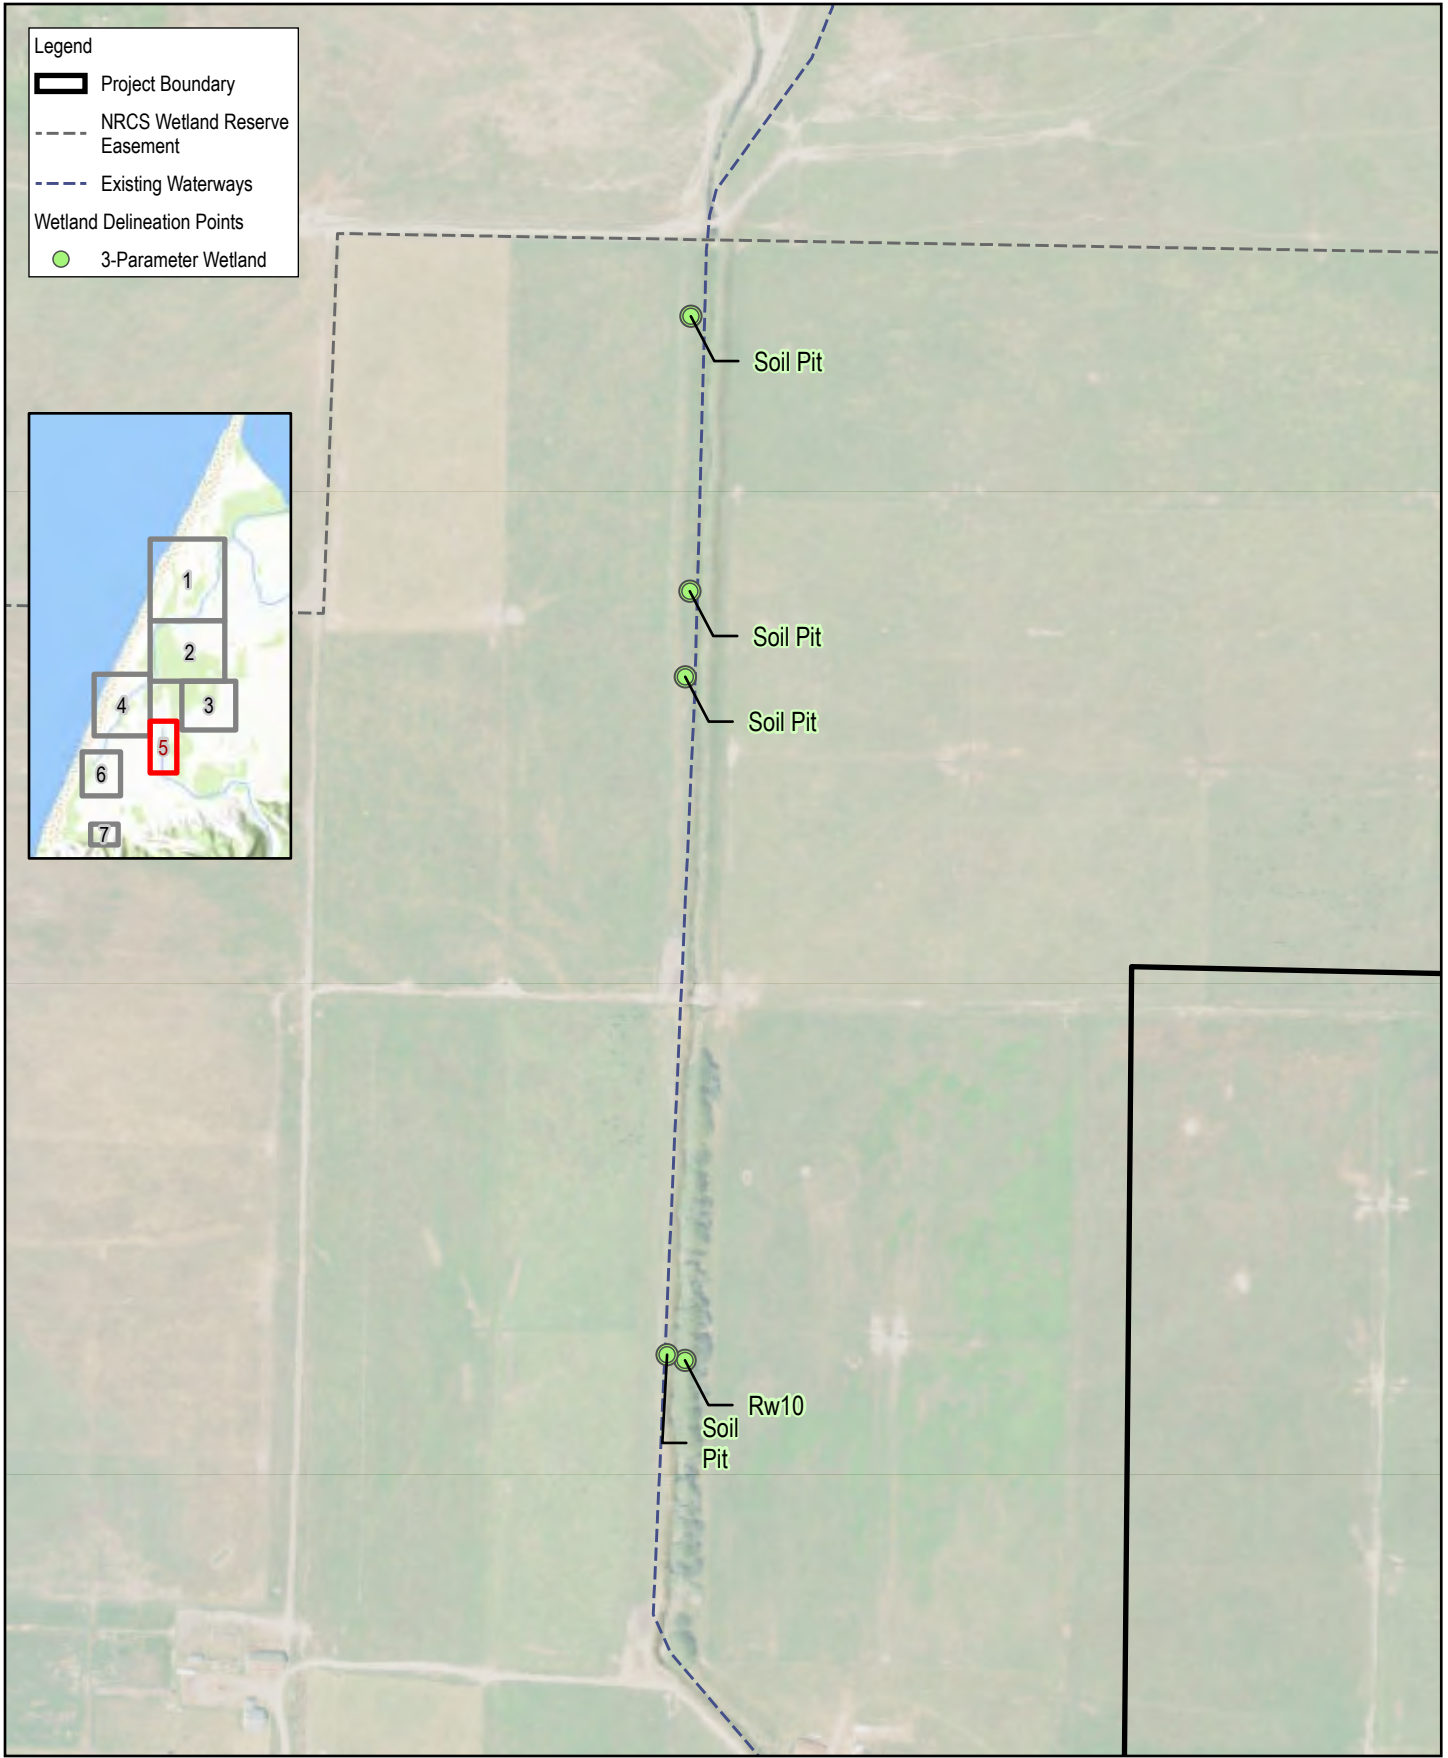 Legend
Project Boundary
NRCS Wetland Reserve
Easement
Existing Waterways
Wetland Delineation Points
3-Parameter Wetland
Soil Pit
1
2
4
3
5
6
7
Soil Pit
Soil Pit
Rw10
Soil
Pit